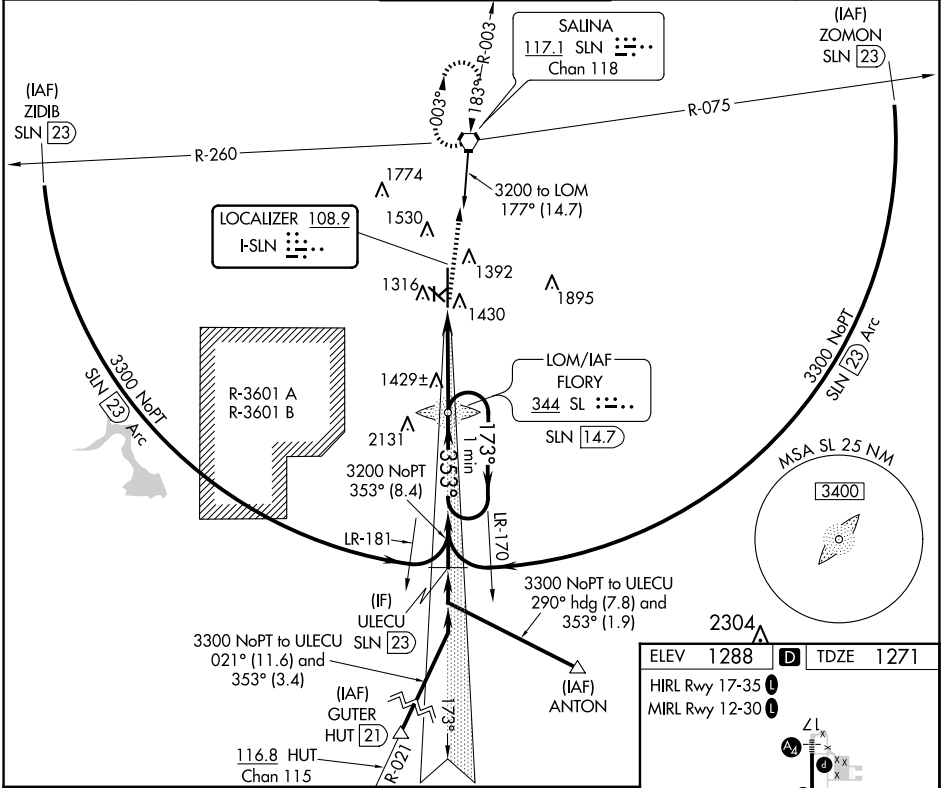 (IAF)
ZIDIB
SLN 23
R-003
003°
183°
SALINA
117.1 SLN
Chan 118
(IAF)
ZOMON
SLN 23
R-260
R-075
3200 to LOM
177° (14.7)
1774
1530
LOCALIZER 108.9
I-SLN
1392
1316
1430
1895
R-3601 A
R-3601 B
3300 NoPT
SLN 23 Arc
3300 NoPT
SLN 23 Arc
1429±
2131
LOM/IAF
FLORY
344 SL
SLN 14.7
353°
173°
1 min
3200 NoPT
353° (8.4)
LR-181
LR-170
MSA SL 25 NM
3400
(IF)
ULECU
SLN 23
3300 NoPT to ULECU
290° hdg (7.8) and
353° (1.9)
3300 NoPT to ULECU
021° (11.6) and
353° (3.4)
(IAF)
GUTER
HUT 21
(IAF)
ANTON
173°
116.8 HUT
Chan 115
R-021
2304
ELEV 1288 D TDZE 1271
HIRL Rwy 17-35 L
MIRL Rwy 12-30 L
17
A4
P
X
X
X X
X